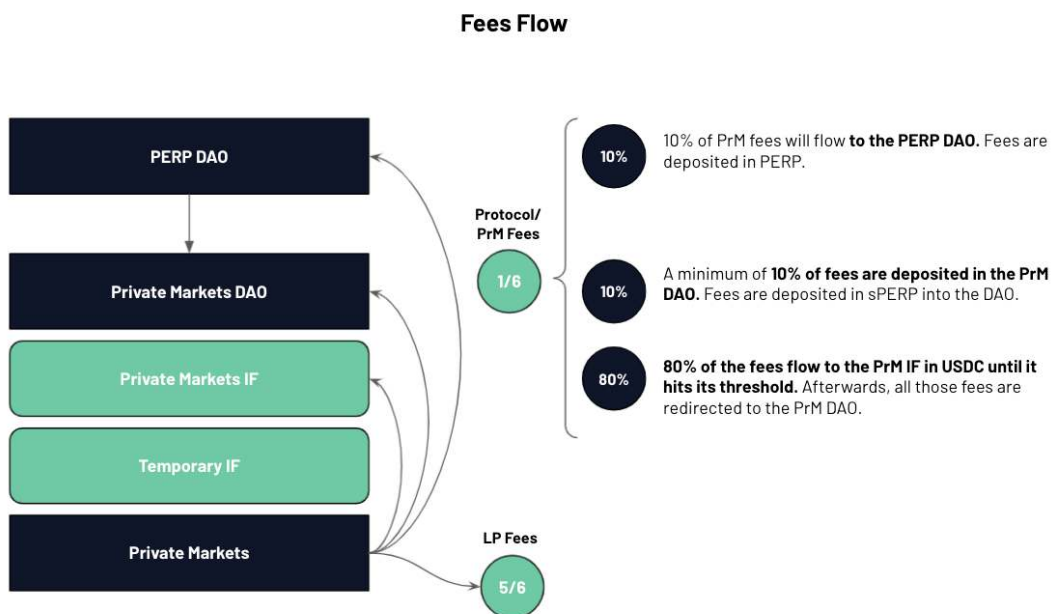 Fees Flow
PERP DAO
Private Markets DAO
Private Markets IF
Temporary IF
Private Markets
Protocol/
PrM Fees
1/6
LP Fees
5/6
10%
10% of PrM fees will flow to the PERP DAO. Fees are
deposited in PERP.
10%
A minimum of 10% of fees are deposited in the PrM
DAO. Fees are deposited in sPERP into the DAO.
80%
80% of the fees flow to the PrM IF in USDC until it
hits its threshold. Afterwards, all those fees are
redirected to the PrM DAO.